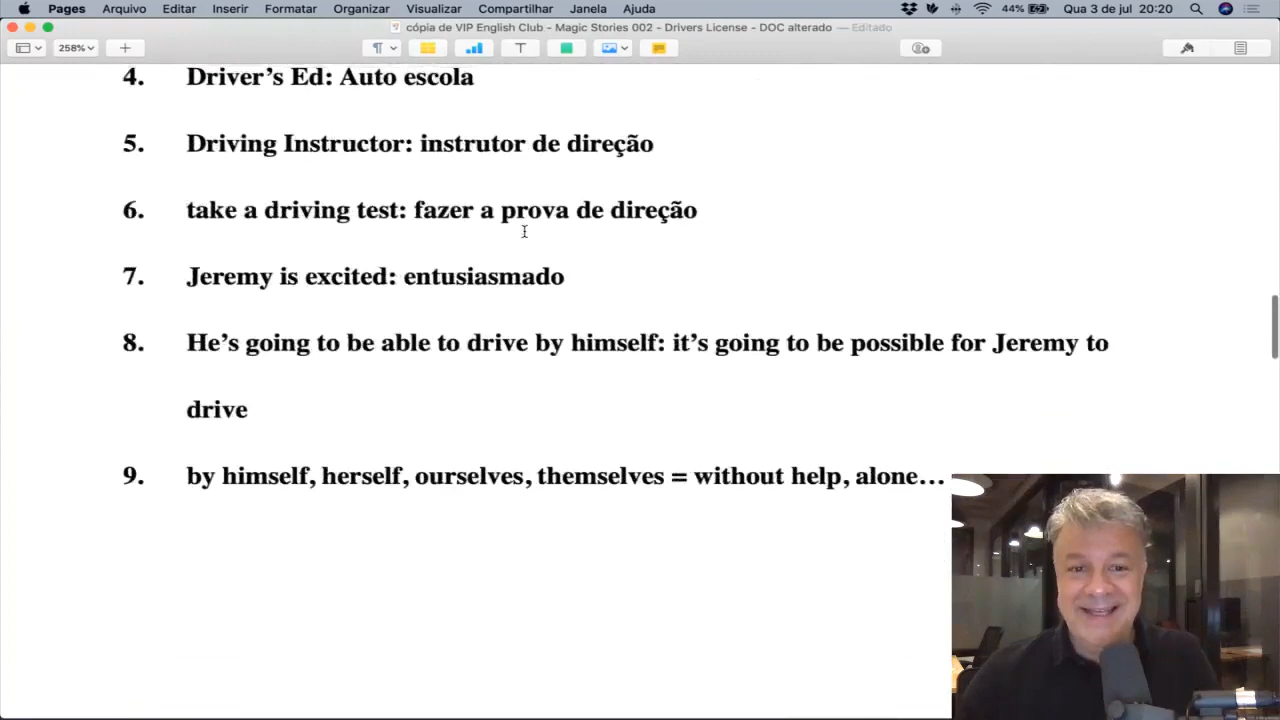 Pages Arquivo Editar Inserir Formatar Organizar Visualizar Compartilhar Janela Ajuda 44% Qua 3 de jul 20:20
cópia de VIP English Club - Magic Stories 002 - Drivers License - DOC alterado — Editado
258%
4. Driver’s Ed: Auto escola
5. Driving Instructor: instrutor de direção
6. take a driving test: fazer a prova de direção
7. Jeremy is excited: entusiasmado
8. He’s going to be able to drive by himself: it’s going to be possible for Jeremy to
drive
9. by himself, herself, ourselves, themselves = without help, alone…